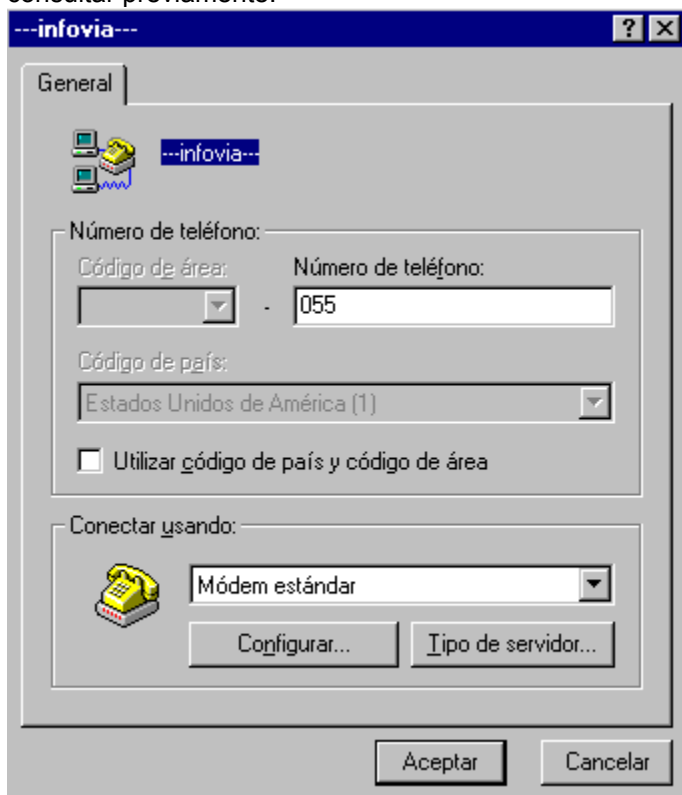 consultar previamente.
---infovia---
General
---infovia---
Número de teléfono:
Código de área: Número de teléfono:
- 055
Código de país:
Estados Unidos de América (1)
Utilizar código de país y código de área
Conectar usando:
Módem estándar
Configurar... Tipo de servidor...
Aceptar Cancelar